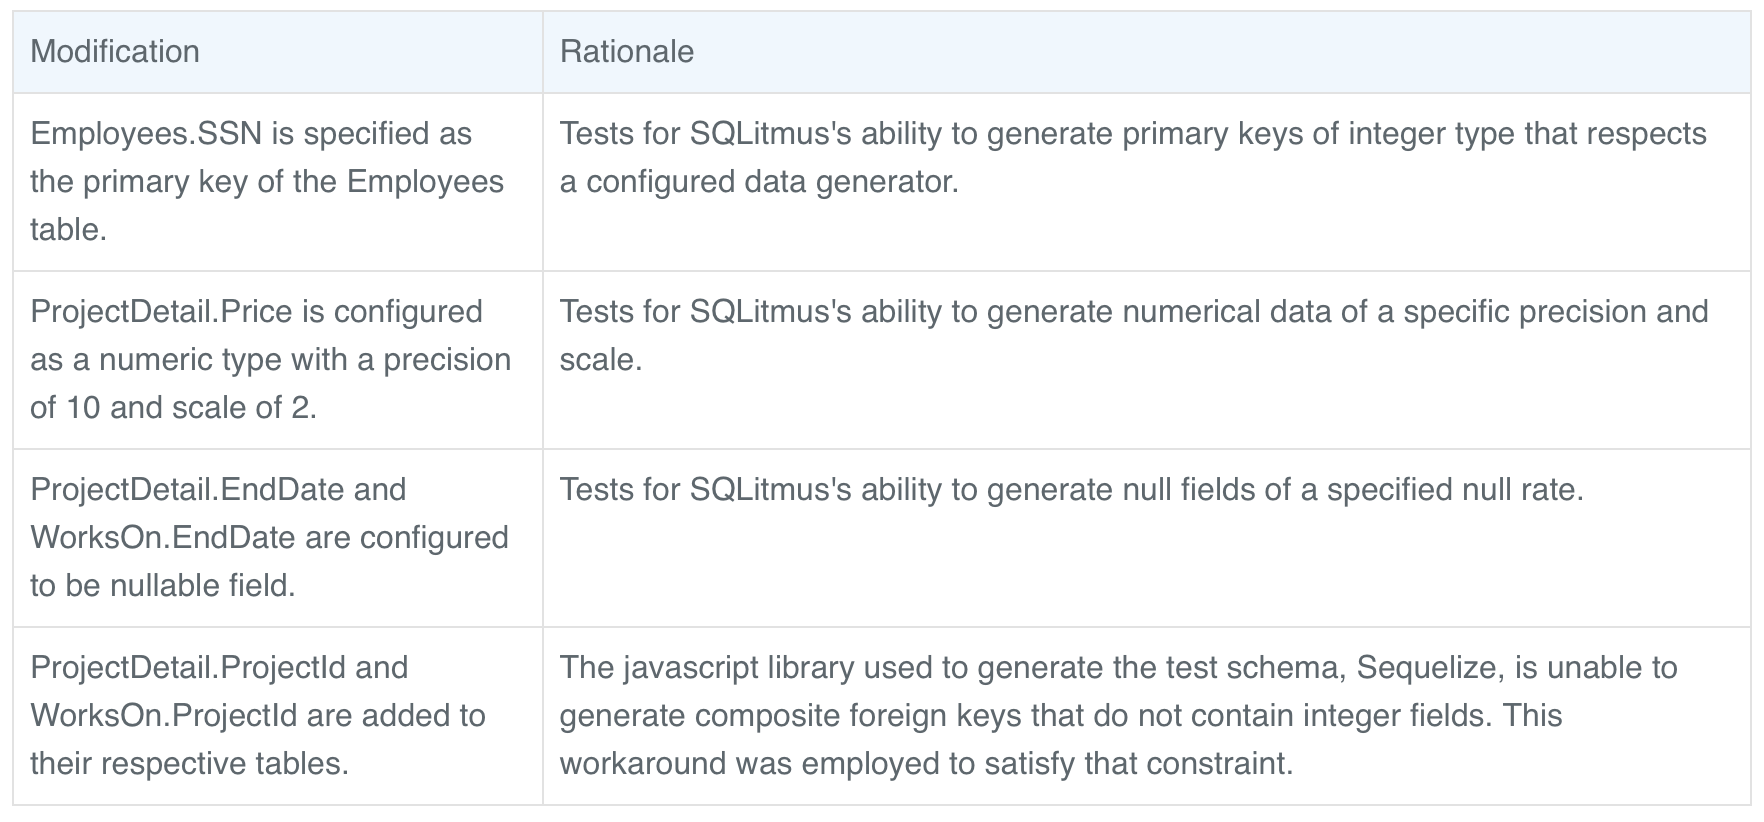 Modification
Rationale
Employees.SSN is specified as
the primary key of the Employees
table.
Tests for SQLitmus's ability to generate primary keys of integer type that respects
a configured data generator.
ProjectDetail.Price is configured
as a numeric type with a precision
of 10 and scale of 2.
Tests for SQLitmus's ability to generate numerical data of a specific precision and
scale.
ProjectDetail.EndDate and
WorksOn.EndDate are configured
to be nullable field.
Tests for SQLitmus's ability to generate null fields of a specified null rate.
ProjectDetail.ProjectId and
WorksOn.ProjectId are added to
their respective tables.
The javascript library used to generate the test schema, Sequelize, is unable to
generate composite foreign keys that do not contain integer fields. This
workaround was employed to satisfy that constraint.